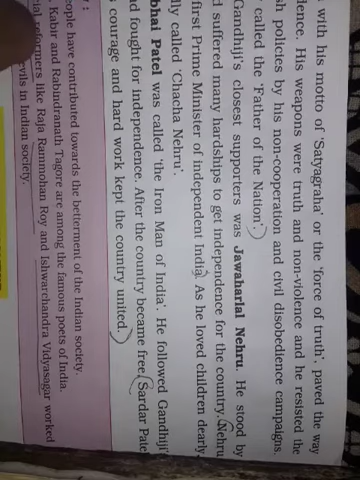 with his motto of 'Satyagraha' or the 'force of truth', paved the way
dence. His weapons were truth and non-violence and he resisted the
sh policies by his non-cooperation and civil disobedience campaigns.
called the 'Father of the Nation'.
Gandhiji's closest supporters was Jawaharlal Nehru. He stood by
d suffered many hardships to get independence for the country. Nehru
first Prime Minister of independent India. As he loved children dearly
lly called 'Chacha Nehru'.
bhai Patel was called 'the Iron Man of India'. He followed Gandhiji'
nd fought for independence. After the country became free, Sardar Patel
s courage and hard work kept the country united.
eople have contributed towards the betterment of the Indian society.
Kabir and Rabindranath Tagore are among the famous poets of India.
ial reformers like Raja Rammohan Roy and Ishwarchandra Vidyasagar worked
evils in Indian society.